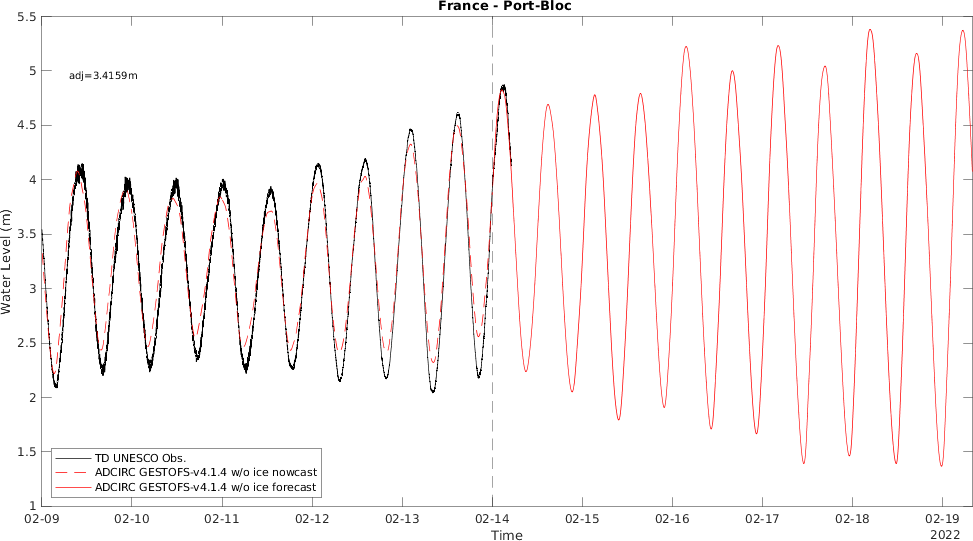 France - Port-Bloc
adj=3.4159m
5.5
5
4.5
4
3.5
3
2.5
2
1.5
1
Water Level (m)
TD UNESCO Obs.
ADCIRC GESTOFS-v4.1.4 w/o ice nowcast
ADCIRC GESTOFS-v4.1.4 w/o ice forecast
02-09 02-10 02-11 02-12 02-13 02-14 02-15 02-16 02-17 02-18 02-19
2022
Time